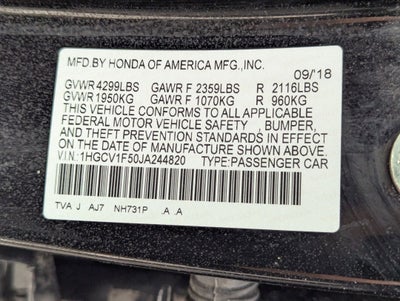 MFD.BY HONDA OF AMERICA MFG.,INC.
09/'18
GVWR 4299LBS GAWR F 2359LBS R 2116LBS
GVWR 1950KG GAWR F 1070KG R 960KG
THIS VEHICLE CONFORMS TO ALL APPLICABLE
FEDERAL MOTOR VEHICLE SAFETY , BUMPER,
AND THEFT PREVENTION STANDARDS IN EFFECT
ON THE DATE OF MANUFACTURE SHOWN ABOVE.
V.I.N:1HGCV1F50JA244820 TYPE:PASSENGER CAR
TVA J AJ7 NH731P .A .A